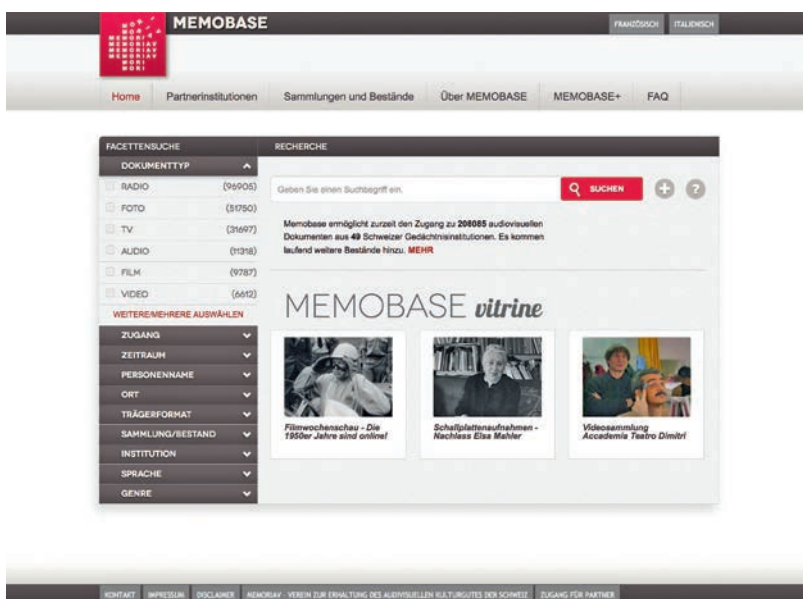 MEMOBASE
FRANZÖSISCH ITALIENISCH
MEMORIAV
Home Partnerinstitutionen Sammlungen und Bestände Über MEMOBASE MEMOBASE+ FAQ
FACETTENSUCHE RECHERCHE
DOKUMENTTYP
RADIO (96905)
FOTO (51750)
TV (31697)
AUDIO (11318)
FILM (9787)
VIDEO (6612)
WEITERE/MEHRERE AUSWÄHLEN
ZUGANG
ZEITRAUM
PERSONENNAME
ORT
TRÄGERFORMAT
SAMMLUNG/BESTAND
INSTITUTION
SPRACHE
GENRE
Geben Sie einen Suchbegriff ein. SUCHEN + ?
Memobase ermöglicht zurzeit den Zugang zu 208085 audiovisuellen
Dokumenten aus 49 Schweizer Gedächtnisinstitutionen. Es kommen
laufend weitere Bestände hinzu. MEHR
MEMOBASE vitrine
Filmwochenschau - Die
1950er Jahre sind online!
Schallplattenaufnahmen -
Nachlass Elsa Mahler
Videosammlung
Accademia Teatro Dimitri
KONTAKT IMPRESSUM DISCLAIMER MEMORIAV - VEREIN ZUR ERHALTUNG DES AUDIVISUELLEN KULTURGUTES DER SCHWEIZ ZUGANG FÜR PARTNER